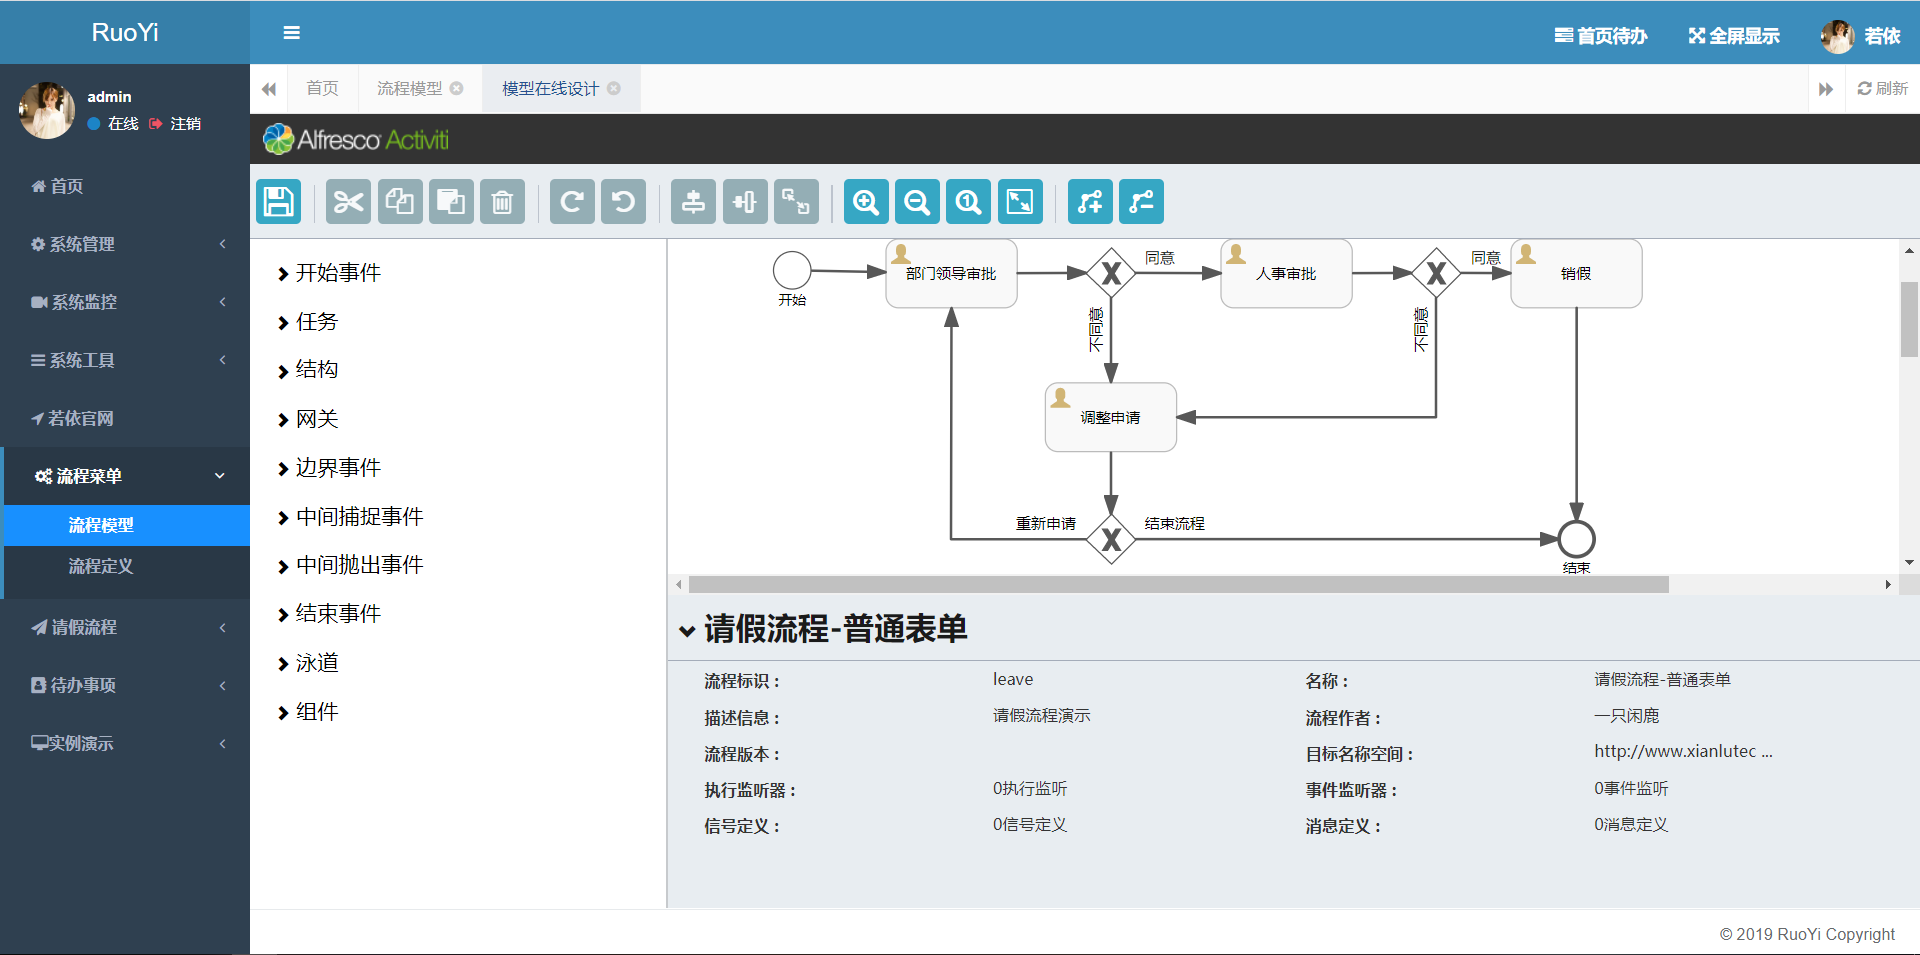 RuoYi
首页待办
全屏显示
若依
admin
在线
注销
首页
流程模型
模型在线设计
刷新
Alfresco Activiti
首页
系统管理
系统监控
系统工具
若依官网
流程菜单
流程模型
流程定义
请假流程
待办事项
实例演示
开始事件
任务
结构
网关
边界事件
中间捕捉事件
中间抛出事件
结束事件
泳道
组件
开始
部门领导审批
同意
人事审批
同意
销假
不同意
不同意
调整申请
重新申请
结束流程
结束
请假流程-普通表单
流程标识：
leave
名称：
请假流程-普通表单
描述信息：
请假流程演示
流程作者：
一只闲鹿
流程版本：
目标名称空间：
http://www.xianlutec ...
执行监听器：
0执行监听
事件监听器：
0事件监听
信号定义：
0信号定义
消息定义：
0消息定义
© 2019 RuoYi Copyright